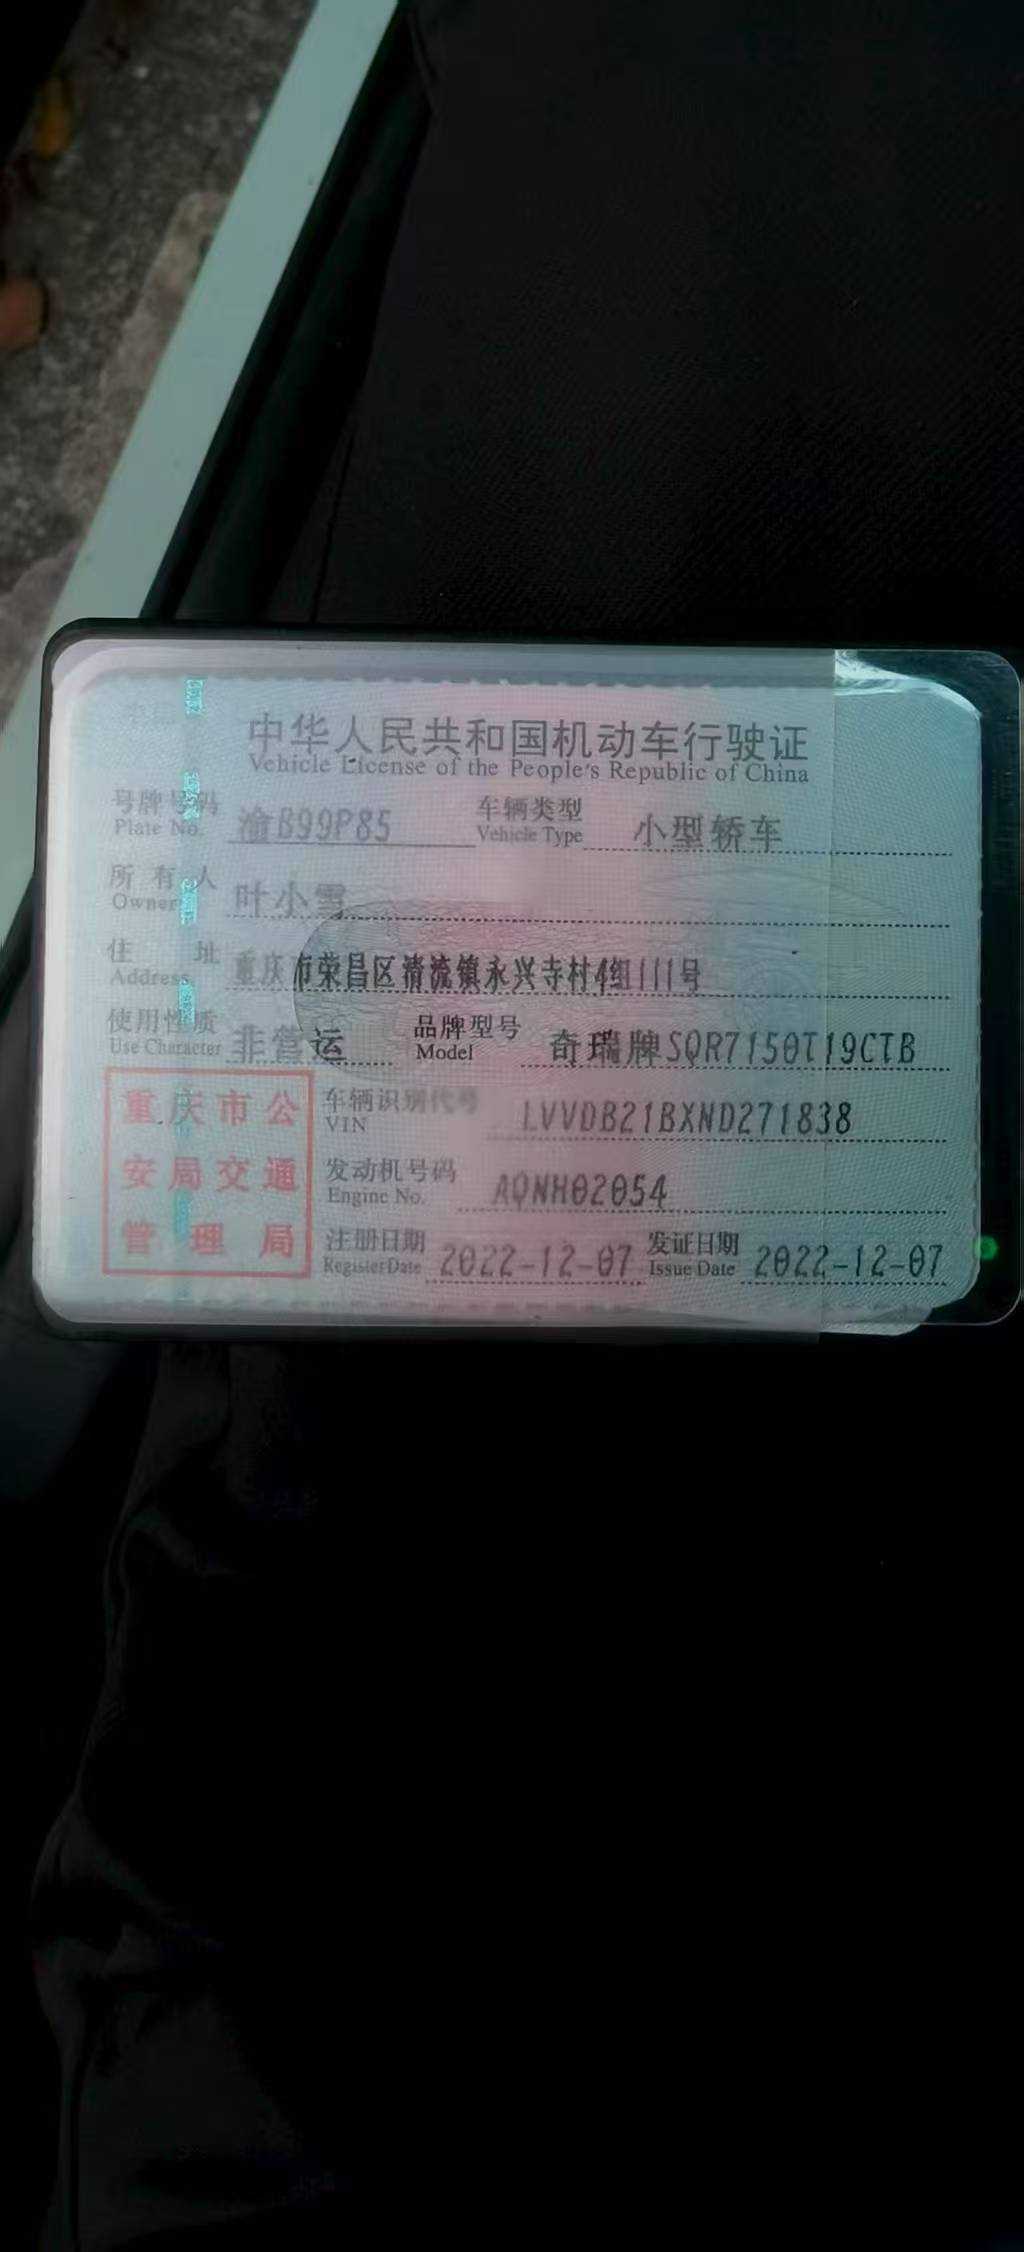 中华人民共和国机动车行驶证
Vehicle License of the People's Republic of China
号牌号码 渝B99P85 车辆类型 小型轿车
Plate No. Vehicle Type
所有人 叶小雪
Owner
住址 重庆市荣昌区清流镇永兴寺村4组111号
Address
使用性质 非营运 品牌型号 奇瑞牌SQR7150T19CTB
Use Character Model
重庆市公
安局交通
管理局
车辆识别代号 LVVDB21BXND271838
VIN
发动机号码 AQNH02054
Engine No.
注册日期 2022-12-07 发证日期 2022-12-07
Register Date Issue Date